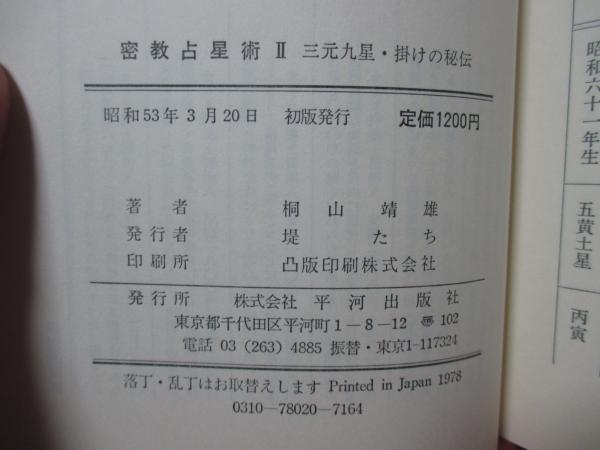 密教占星術Ⅱ 三元九星・掛けの秘伝
昭和53年3月20日 初版発行 定価1200円
著者 桐山靖雄
発行者 堤たち
印刷所 凸版印刷株式会社
発行所 株式会社 平河出版社
東京都千代田区平河町1-8-12 〠102
電話 03(263)4885 振替・東京1-117324
落丁・乱丁はお取替えします Printed in Japan 1978
0310-78020-7164
昭和六十一年生
五黄土星
丙寅